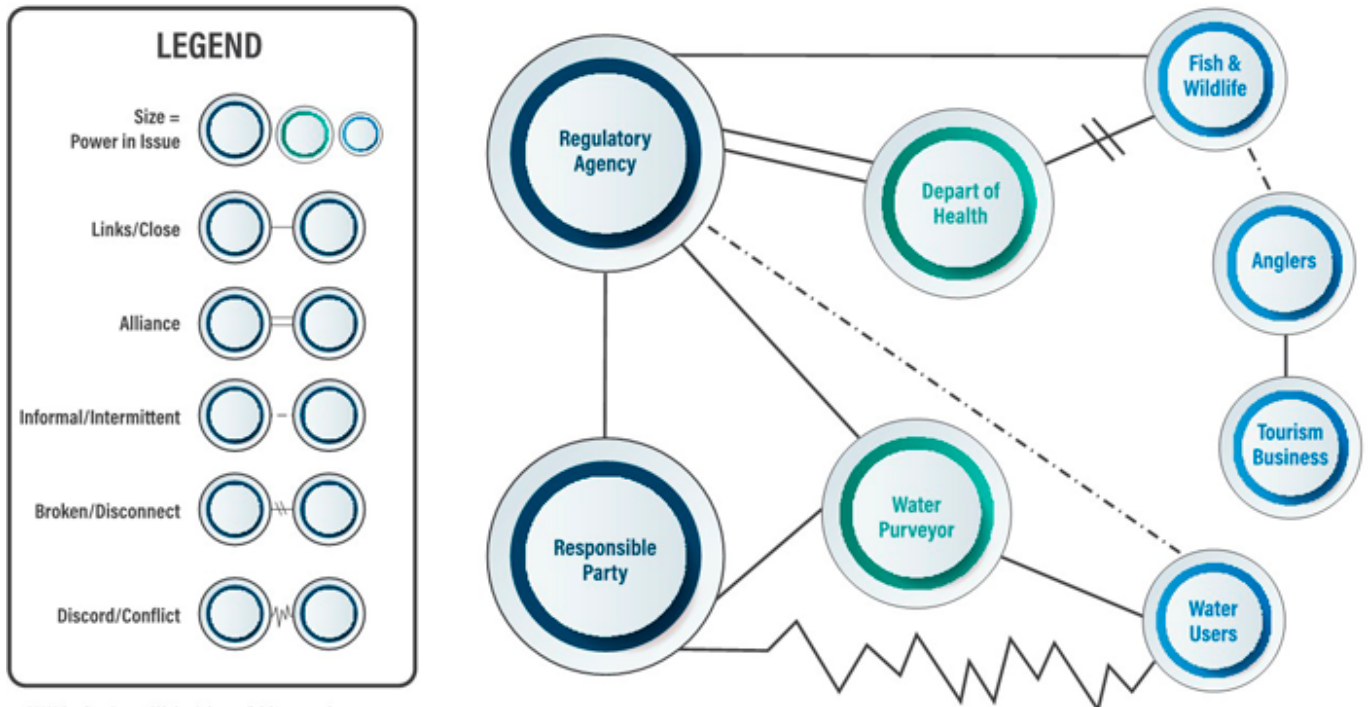 LEGEND
Size =
Power in Issue
Links/Close
Alliance
Informal/Intermittent
Broken/Disconnect
Discord/Conflict
Regulatory
Agency
Fish &
Wildlife
Depart of
Health
Anglers
Tourism
Business
Water
Purveyor
Responsible
Party
Water
Users